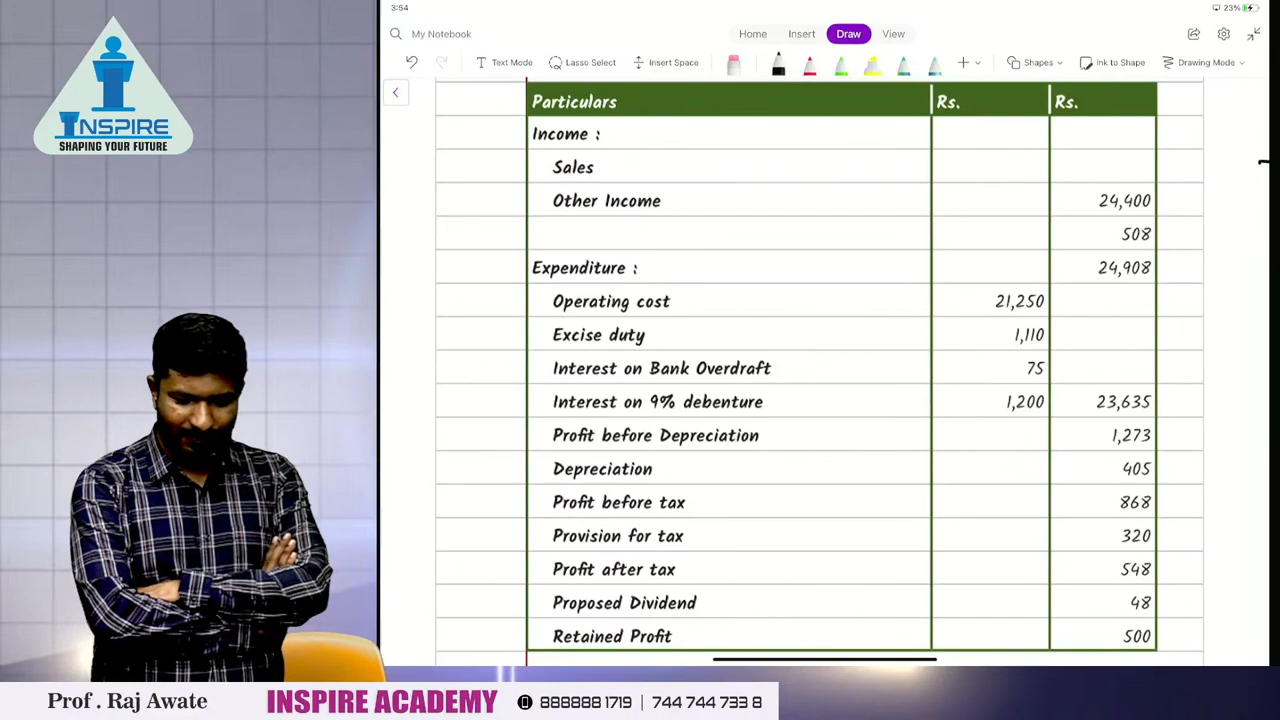 3:54
23%
My Notebook
Home Insert Draw View
Text Mode Lasso Select Insert Space Shapes Ink to Shape Drawing Mode
INSPIRE
SHAPING YOUR FUTURE
Particulars Rs. Rs.
Income :
Sales
Other Income 24,400
508
Expenditure : 24,908
Operating cost 21,250
Excise duty 1,110
Interest on Bank Overdraft 75
Interest on 9% debenture 1,200 23,635
Profit before Depreciation 1,273
Depreciation 405
Profit before tax 868
Provision for tax 320
Profit after tax 548
Proposed Dividend 48
Retained Profit 500
Prof . Raj Awate INSPIRE ACADEMY 888888 1719 | 744 744 733 8